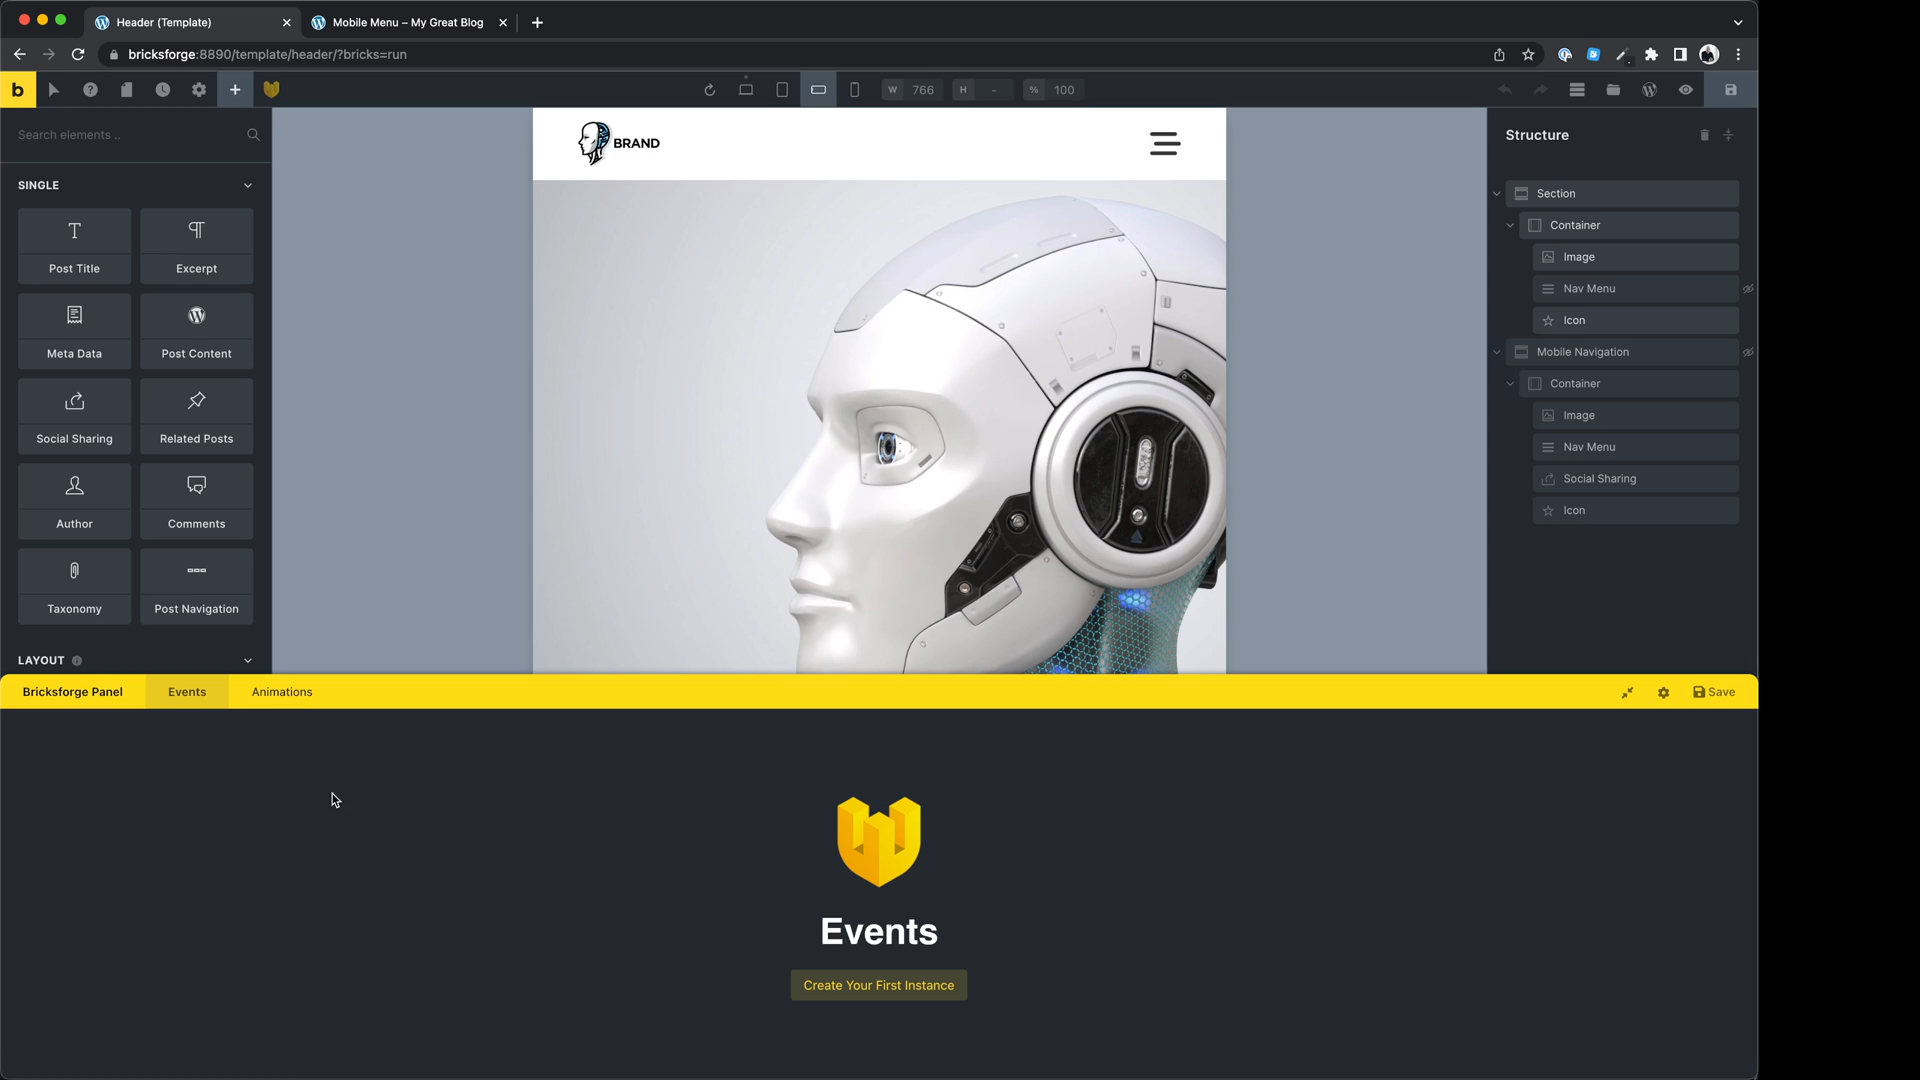 Header (Template)
Mobile Menu – My Great Blog
bricksforge:8890/template/header/?bricks=run
b
W 766 H - % 100
Search elements ..
SINGLE
Post Title
Excerpt
Meta Data
Post Content
Social Sharing
Related Posts
Author
Comments
Taxonomy
Post Navigation
LAYOUT
BRAND
Structure
Section
Container
Image
Nav Menu
Icon
Mobile Navigation
Container
Image
Nav Menu
Social Sharing
Icon
Bricksforge Panel
Events
Animations
Save
Events
Create Your First Instance